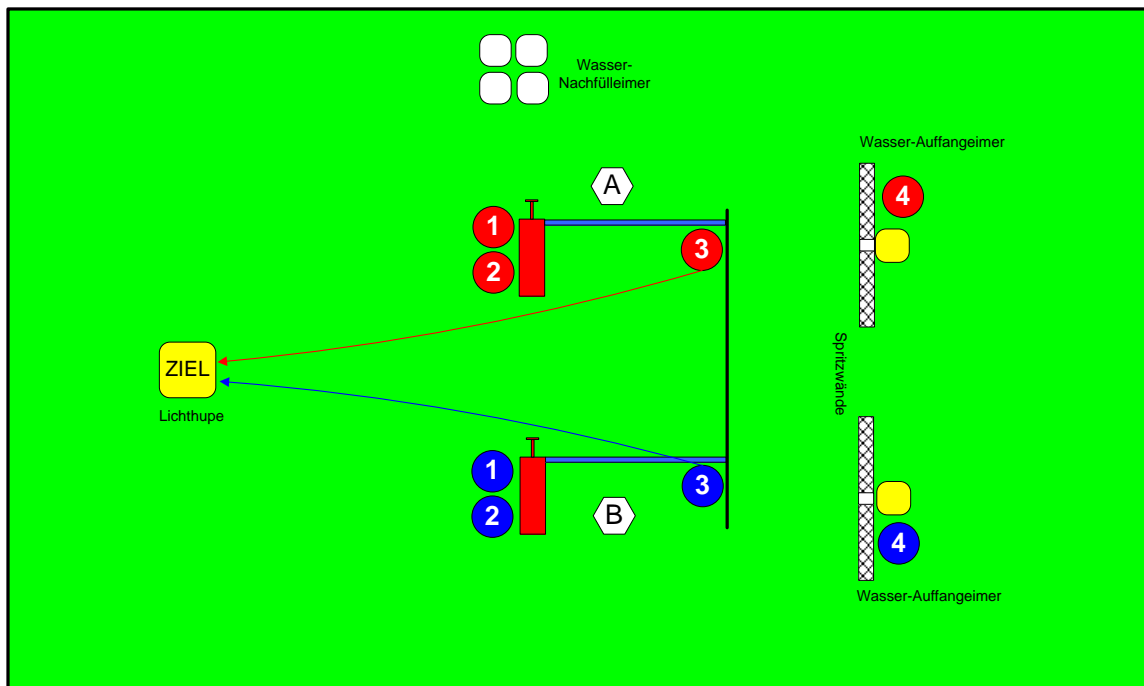 Wasser-
Nachfülleimer
Wasser-Auffangeimer
A
4
1
3
2
Spritzwände
ZIEL
Lichthupe
1
3
2
B
4
Wasser-Auffangeimer